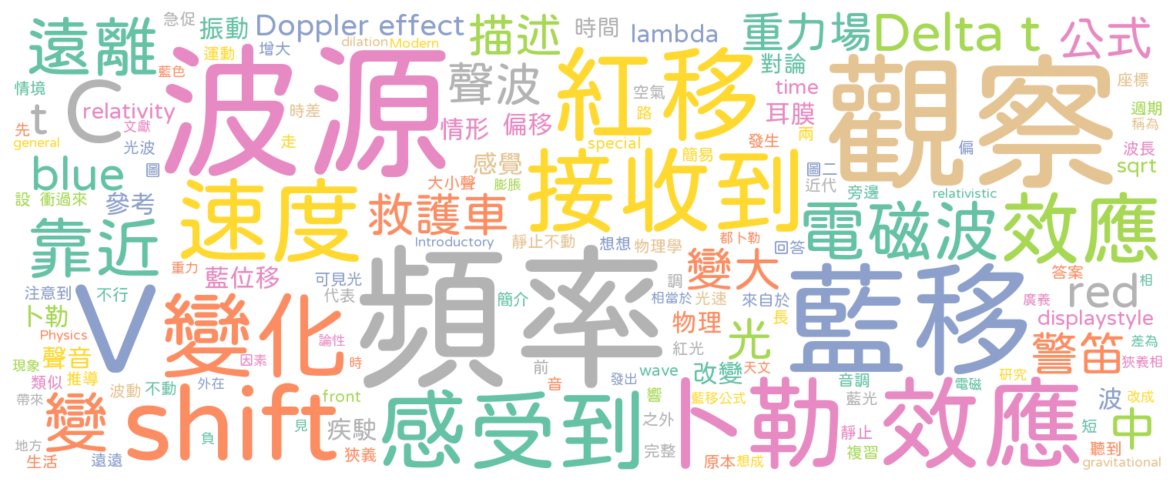 急促
振動
Doppler effect
描述
時間
lambda
重力場
Delta t
公式
遠離
運動
增大
dilation
Modern
藍色
情境
t
C
relativity
波源
時差
聲波
紅移
空氣
對論
time
觀察
座標
先
general
文獻
光波
走
情形
偏移
路
special
耳膜
週期
稱為
兩
發生
偏
波長
圖
blue
感覺
簡易
圖二
近代
sqrt
設
衝過來
參考
速度
大小聲
膨脹
接收到
旁邊
relativistic
救護車
電磁波
效應
靠近
Introductory
靜止不動
想想
物理學
都卜勒
回答
重力
藍位移
可見光
代表
頻率
調
變大
答案
相
注意到
不行
V
變化
簡介
相當於
光速
來自於
長
藍移
red
廣義
卜勒
Physics
物理
光
displaystyle
聲音
現象
類似
推導
因素
論性
時
前
紅光
警笛
差為
狹義相
帶來
波動
不動
外在
音
發出
wave
改變
天文
音調
電磁
研究
變
shift
front
感受到
響
藍移公式
藍光
波
改成
負
見
疾駛
之外
卜勒
效應
靜止
短
中
地方
生活
遠遠
狹義
完整
原本
想成
複習
聽到
gravitational